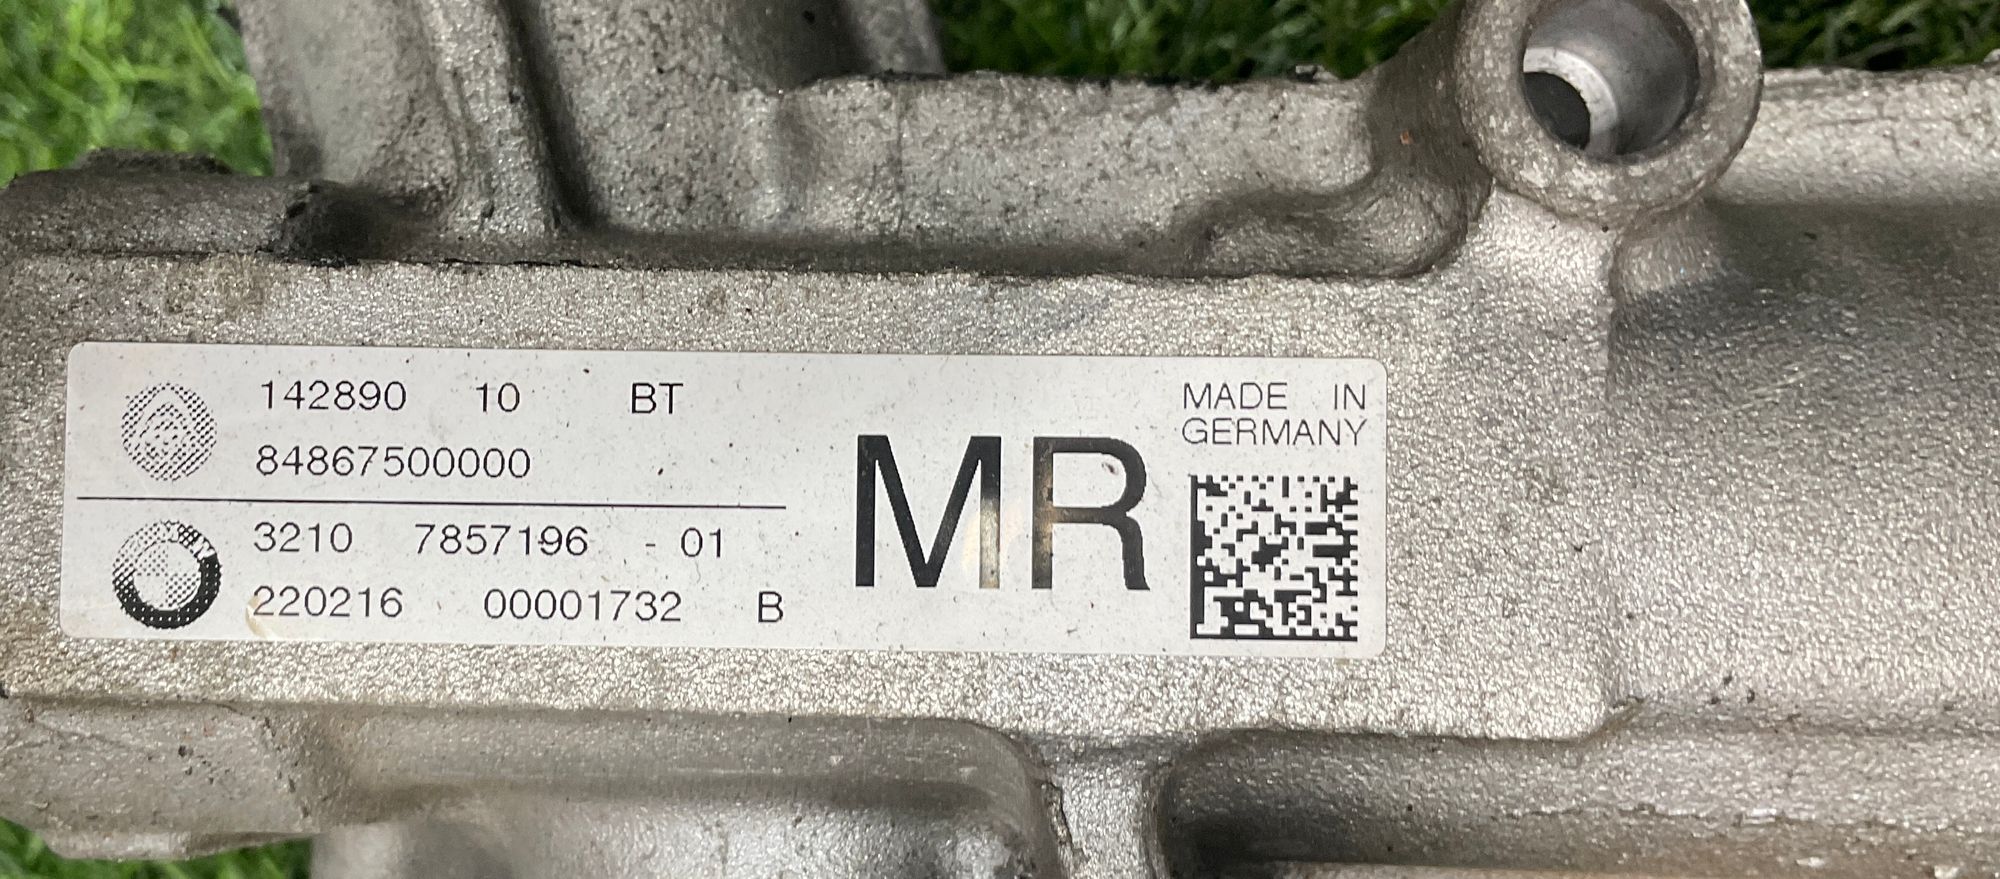 142890 10 BT
84867500000
3210 7857196 - 01
220216 00001732 B
MR
MADE IN
GERMANY